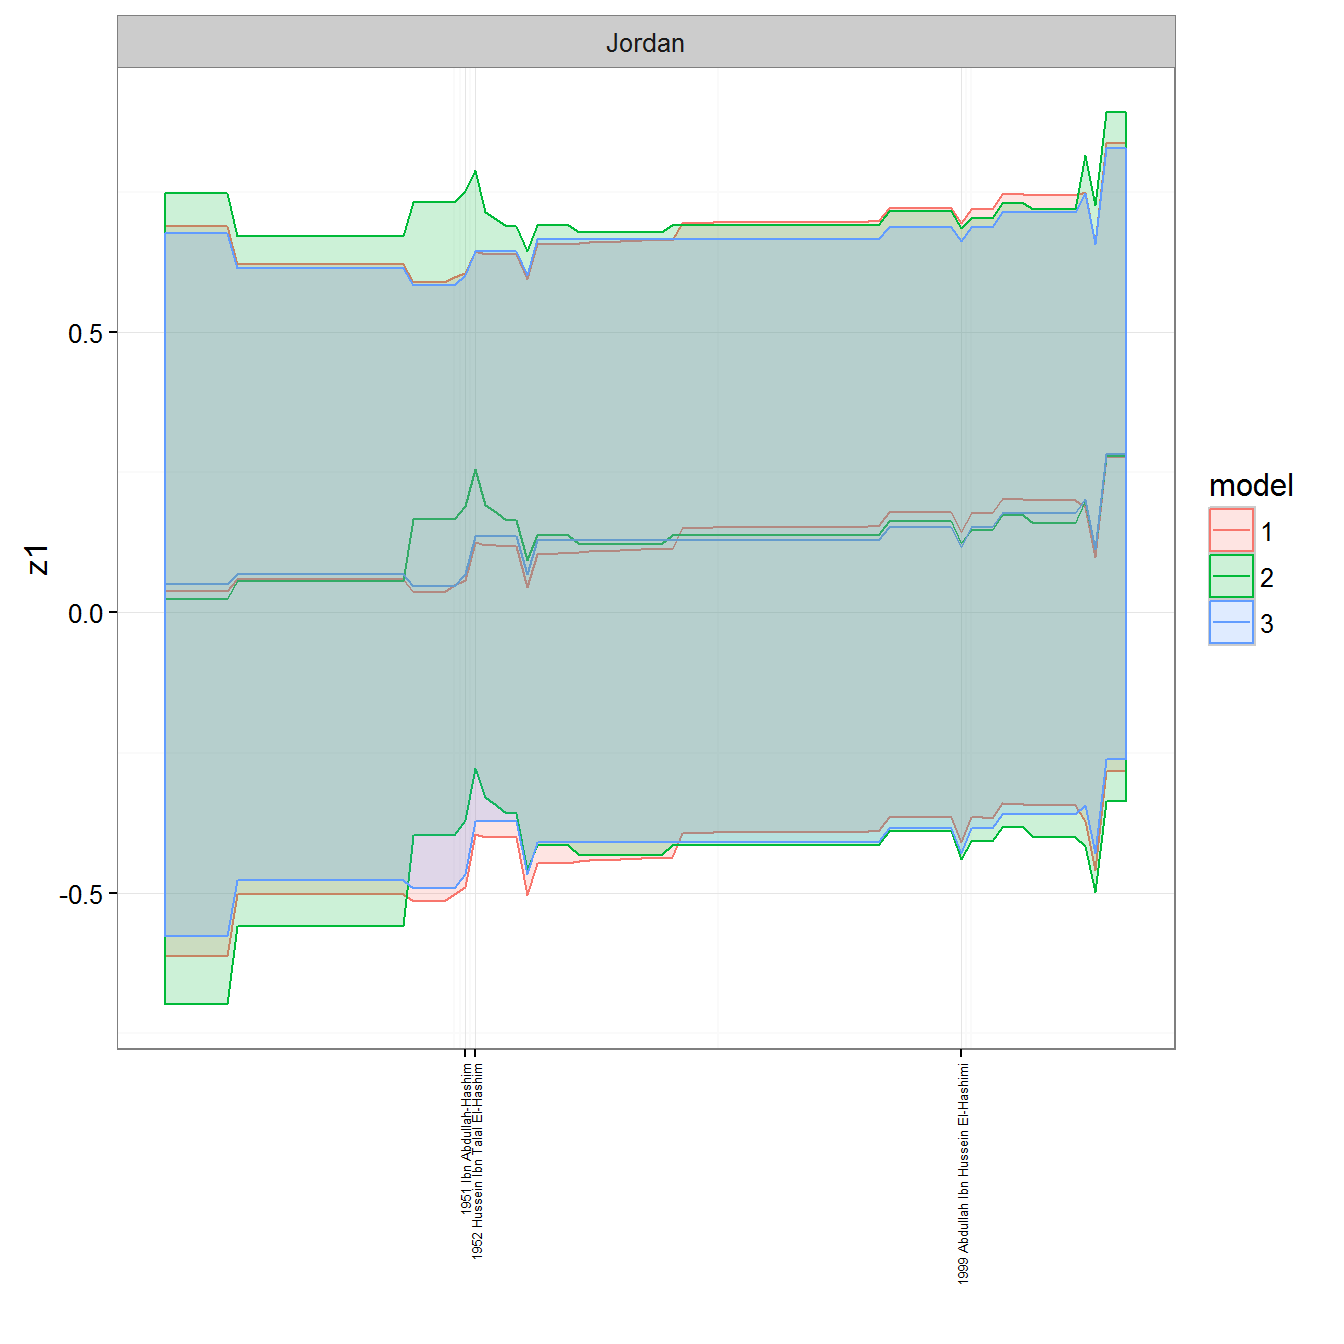 Jordan
z1
0.5
0.0
-0.5
1951 Ibn Abdullah-Hashim
1952 Hussein Ibn Talal El-Hashim
1999 Abdullah Ibn Hussein El-Hashimi
model
1
2
3